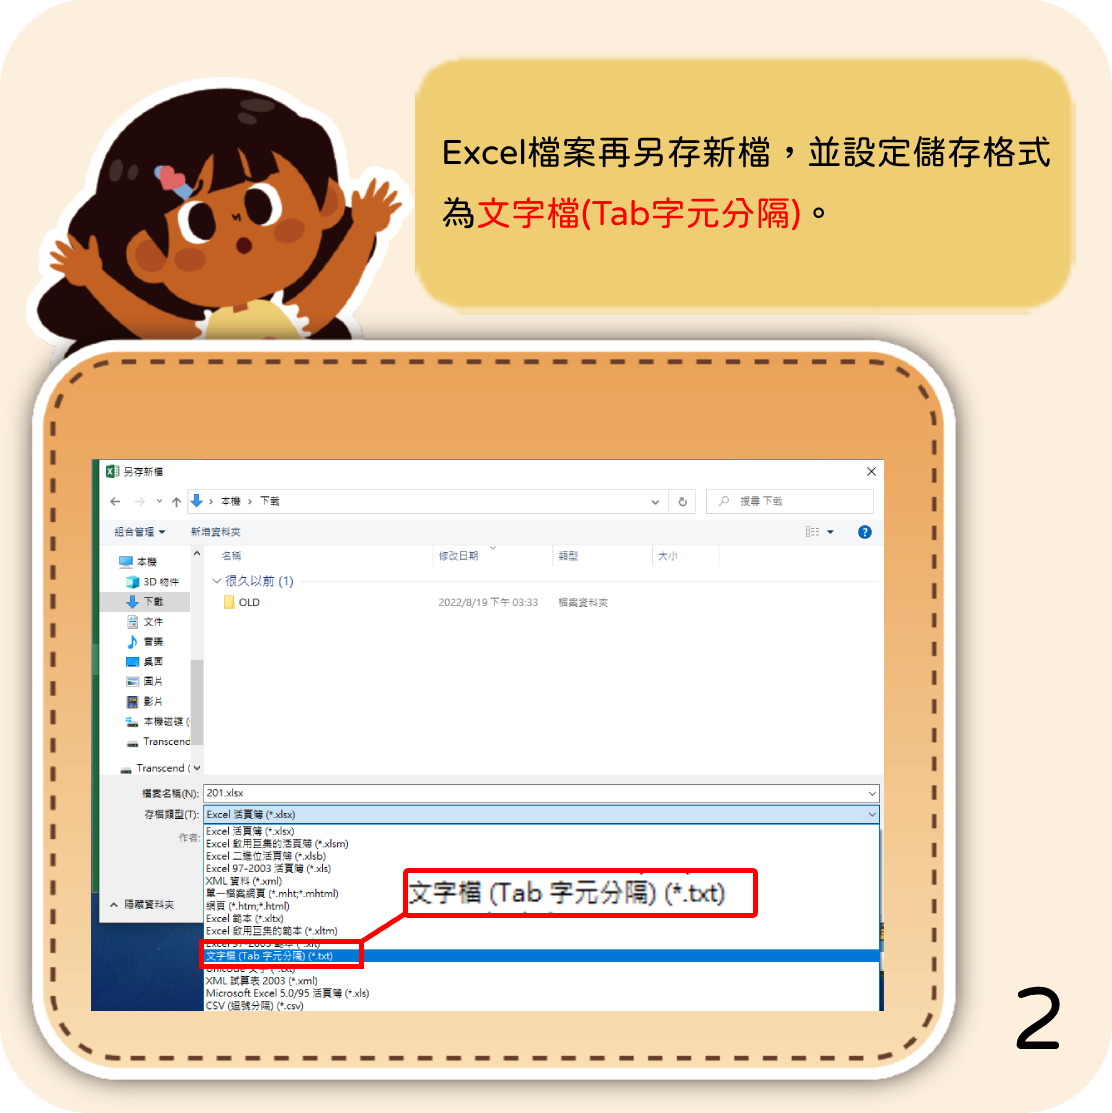 Excel檔案再另存新檔，並設定儲存格式
為文字檔(Tab字元分隔)。
另存新檔
本機 › 下載
搜尋 下載
組合管理
新增資料夾
名稱
修改日期
類型
大小
本機
3D 物件
下載
文件
音樂
桌面
圖片
影片
本機磁碟 (
Transcend
Transcend (
很久以前 (1)
OLD
2022/8/19 下午 03:33
檔案資料夾
檔案名稱(N):
201.xlsx
存檔類型(T):
Excel 活頁簿 (*.xlsx)
作者:
Excel 活頁簿 (*.xlsx)
Excel 啟用巨集的活頁簿 (*.xlsm)
Excel 二進位活頁簿 (*.xlsb)
Excel 97-2003 活頁簿 (*.xls)
XML 資料 (*.xml)
單一檔案網頁 (*.mht;*.mhtml)
網頁 (*.htm;*.html)
Excel 範本 (*.xltx)
Excel 啟用巨集的範本 (*.xltm)
Excel 97-2003 範本 (*.xlt)
文字檔 (Tab 字元分隔) (*.txt)
Unicode 文字 (*.txt)
XML 試算表 2003 (*.xml)
Microsoft Excel 5.0/95 活頁簿 (*.xls)
CSV (逗號分隔) (*.csv)
隱藏資料夾
文字檔 (Tab 字元分隔) (*.txt)
2